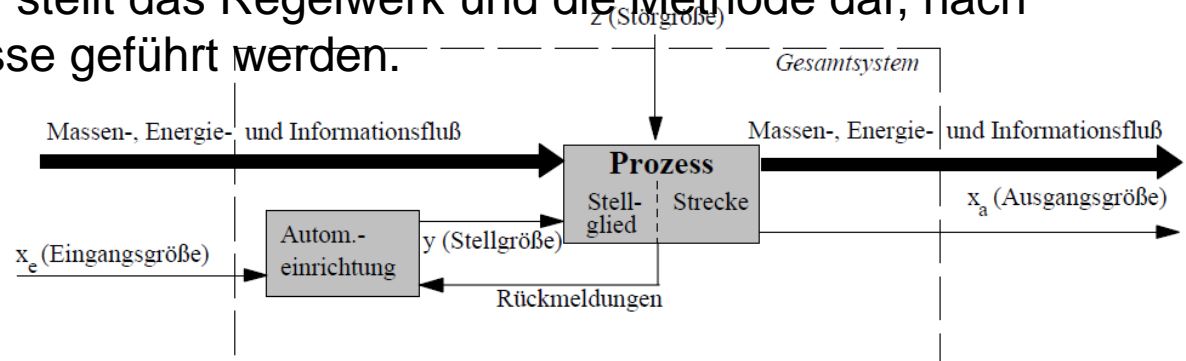 stellt das Regelwerk und die Methode dar, nach
z (Störgröße)
sse geführt werden.
Gesamtsystem
Massen-, Energie- und Informationsfluß
Massen-, Energie- und Informationsfluß
Prozess
Stell-
glied
Strecke
xₐ (Ausgangsgröße)
Autom.-
einrichtung
y (Stellgröße)
xₑ (Eingangsgröße)
Rückmeldungen